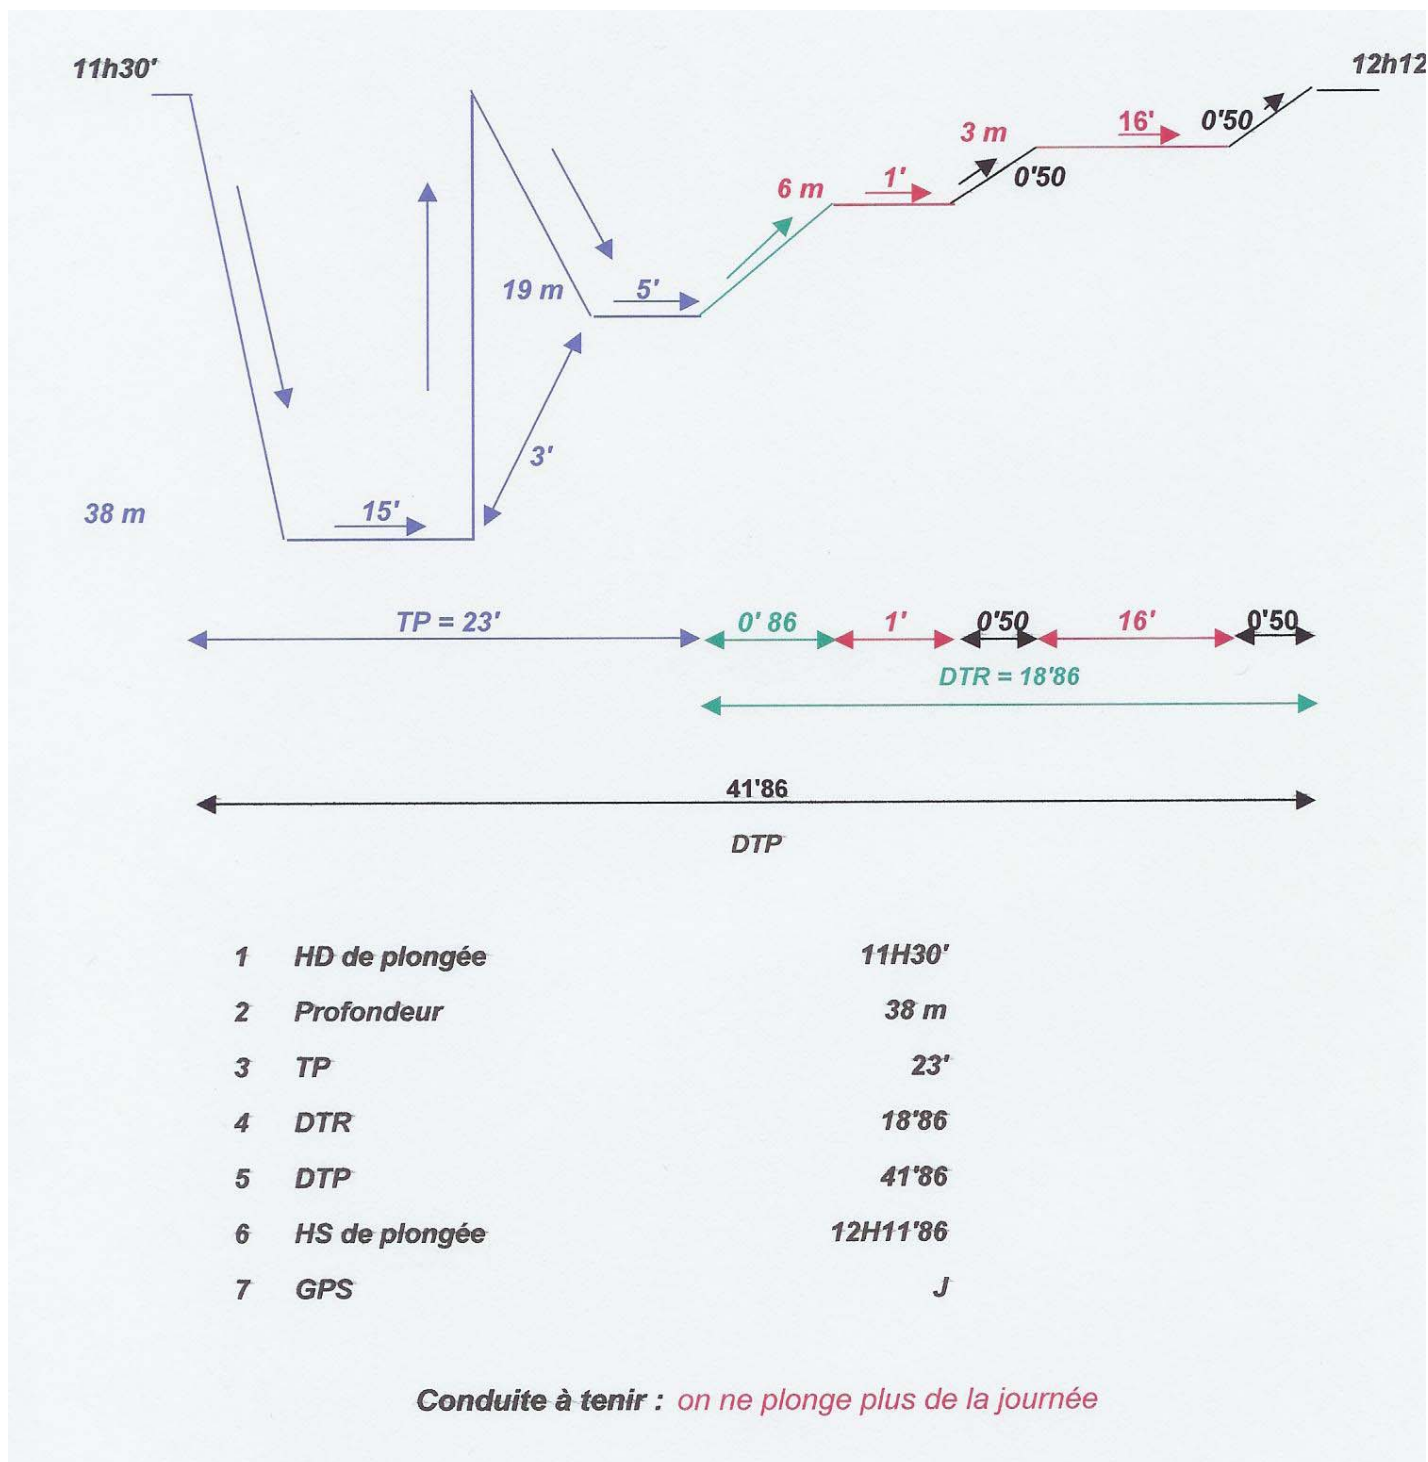 11h30'
12h12
3 m
16'
0'50
6 m
1'
0'50
19 m
5'
3'
38 m
15'
TP = 23'
0' 86
1'
0'50
16'
0'50
DTR = 18'86
41'86
DTP
1 HD de plongée 11H30'
2 Profondeur 38 m
3 TP 23'
4 DTR 18'86
5 DTP 41'86
6 HS de plongée 12H11'86
7 GPS J
Conduite à tenir : on ne plonge plus de la journée